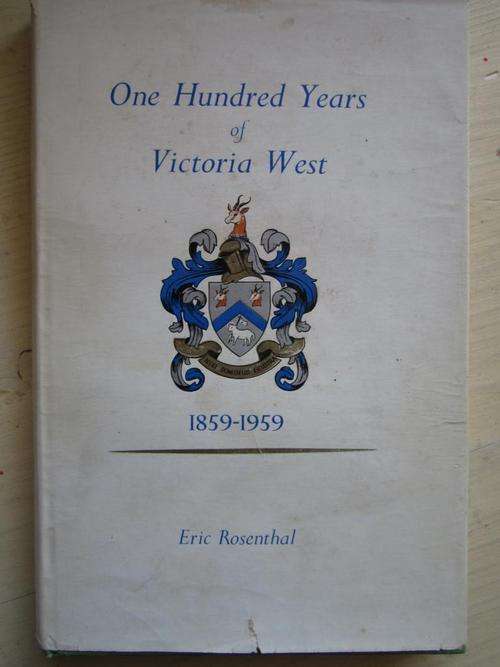 One Hundred Years
of
Victoria West
1859-1959
Eric Rosenthal